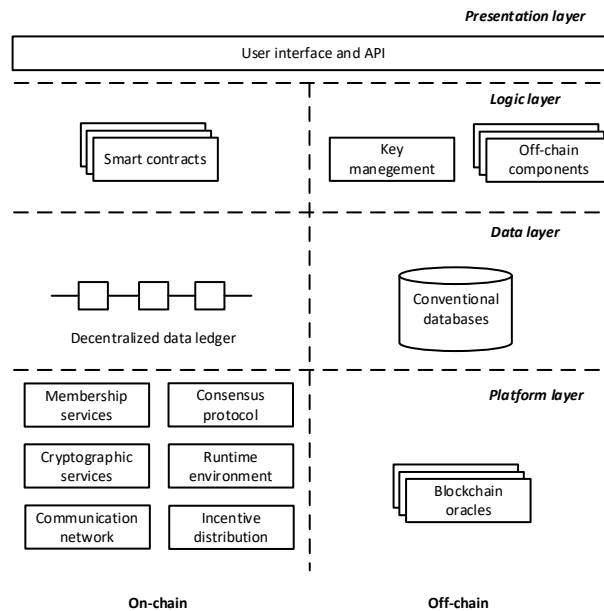 Presentation layer
User interface and API
Logic layer
Smart contracts
Key
manegement
Off-chain
components
Data layer
Decentralized data ledger
Conventional
databases
Platform layer
Membership
services
Consensus
protocol
Cryptographic
services
Runtime
environment
Blockchain
oracles
Communication
network
Incentive
distribution
On-chain
Off-chain